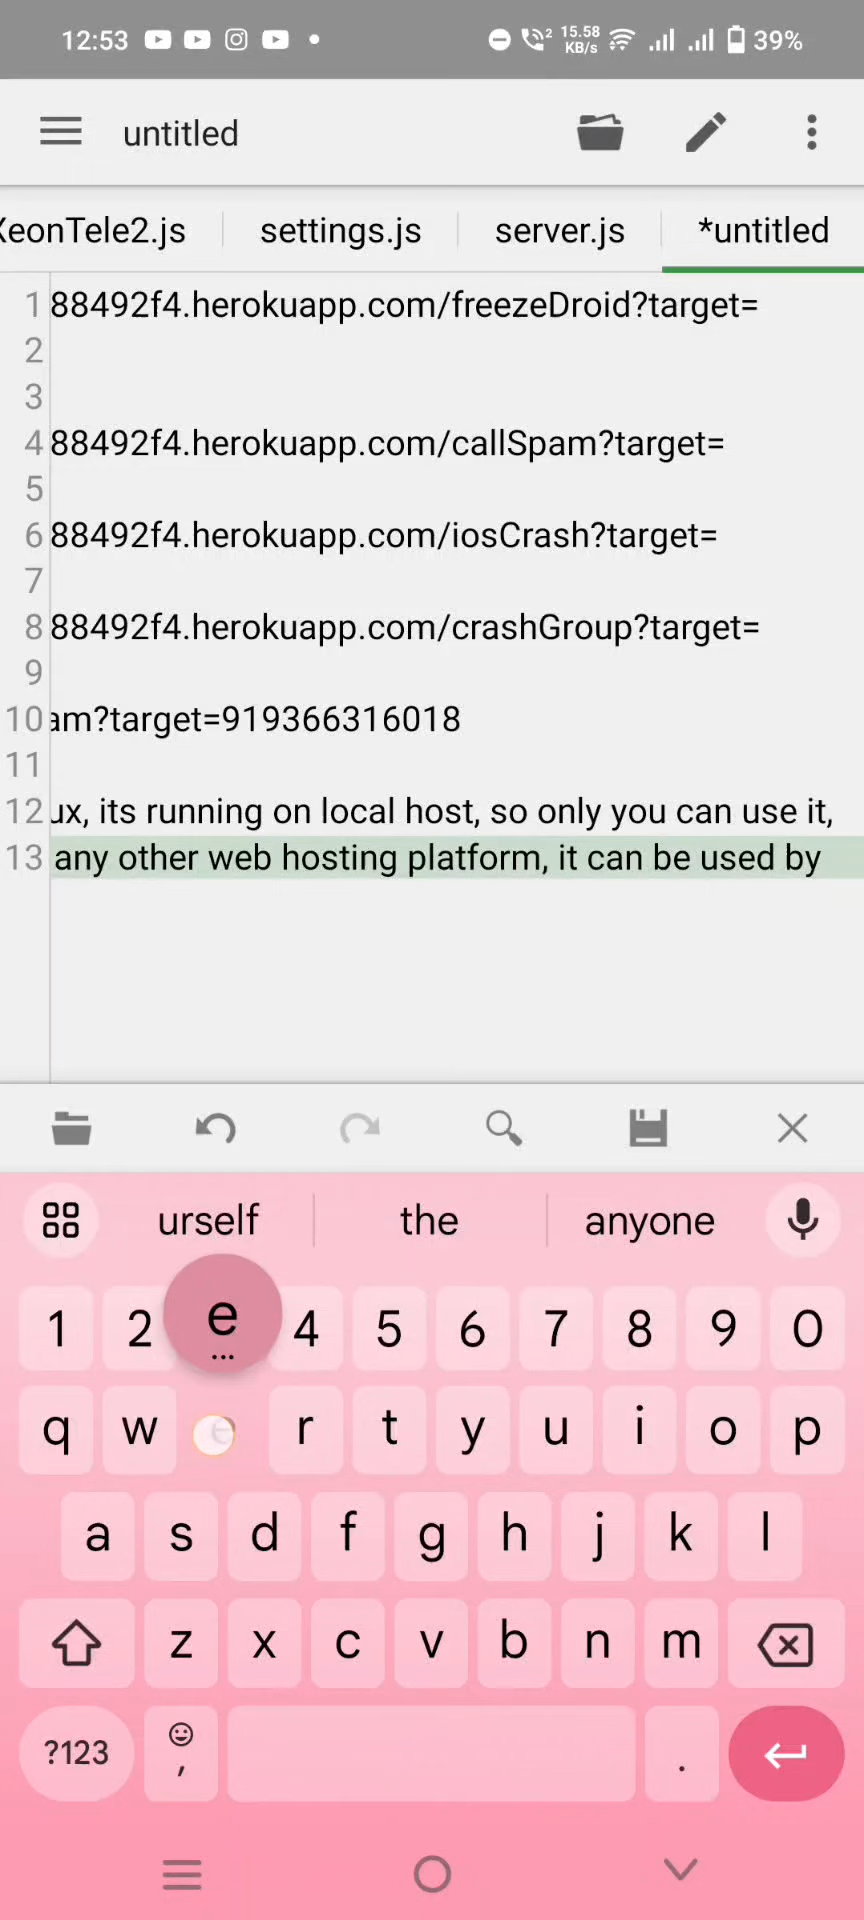 12:53
2
15.58
KB/s
39%
untitled
XeonTele2.js
settings.js
server.js
*untitled
1 88492f4.herokuapp.com/freezeDroid?target=
2
3
4 88492f4.herokuapp.com/callSpam?target=
5
6 88492f4.herokuapp.com/iosCrash?target=
7
8 88492f4.herokuapp.com/crashGroup?target=
9
10 am?target=919366316018
11
12 ux, its running on local host, so only you can use it,
13 any other web hosting platform, it can be used by
urself
the
anyone
1 2 e 4 5 6 7 8 9 0
...
q w e r t y u i o p
a s d f g h j k l
z x c v b n m
?123 , .